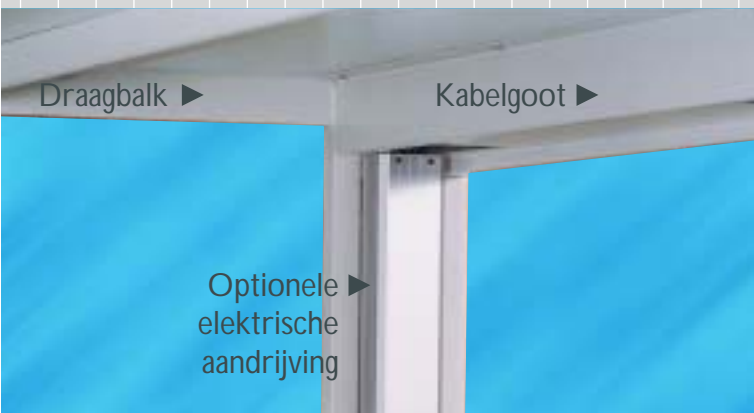 Draagbalk ►
Kabelgoot ►
Optionele ►
elektrische
aandrijving